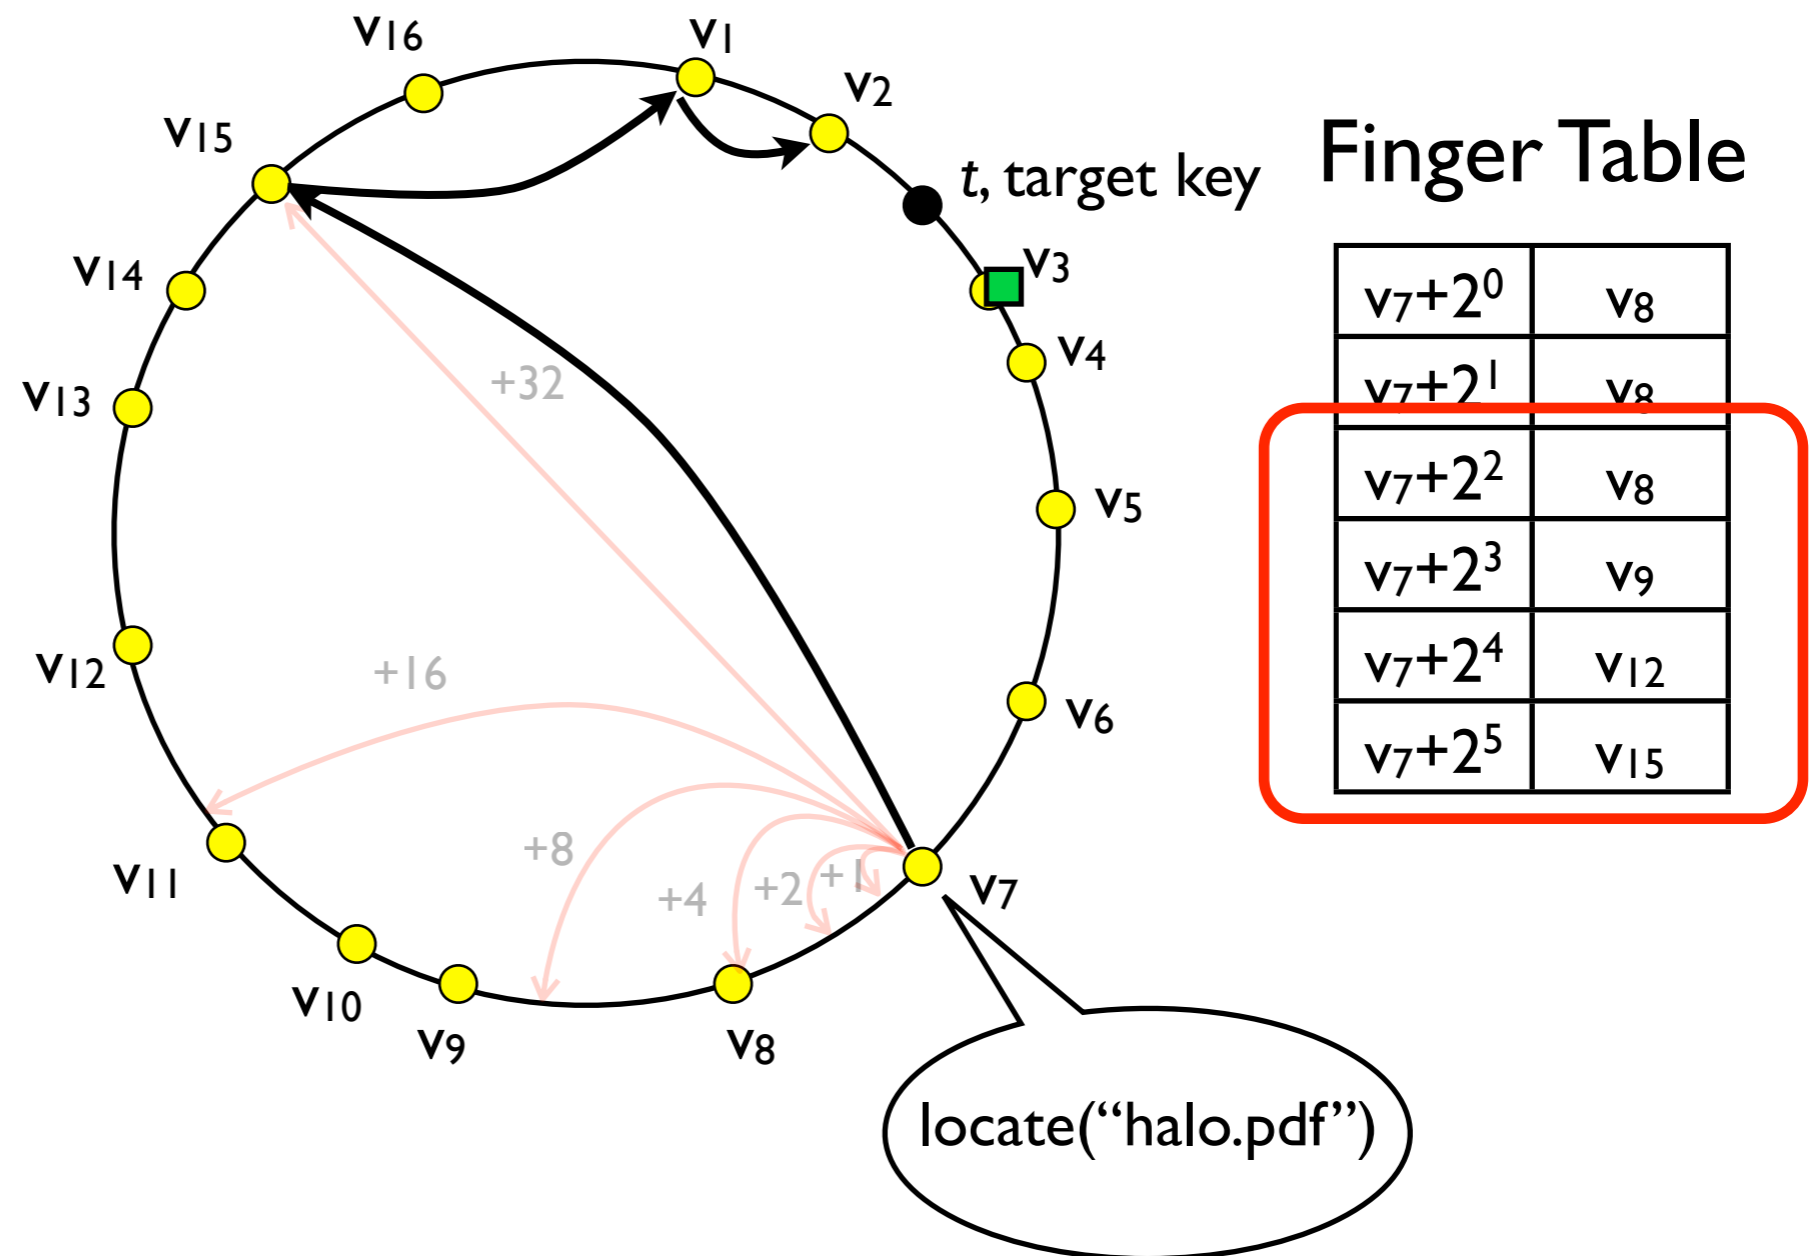 v16
v1
v2
v15
t, target key
Finger Table
v3
v14
v7+2⁰ v8
v4
+32
v13
v7+2¹ v8
v7+2² v8
v5
v7+2³ v9
+16
v12
v7+2⁴ v12
v6
v7+2⁵ v15
+8
v11
+4
+2
+1
v7
v10
v9
v8
locate(“halo.pdf”)